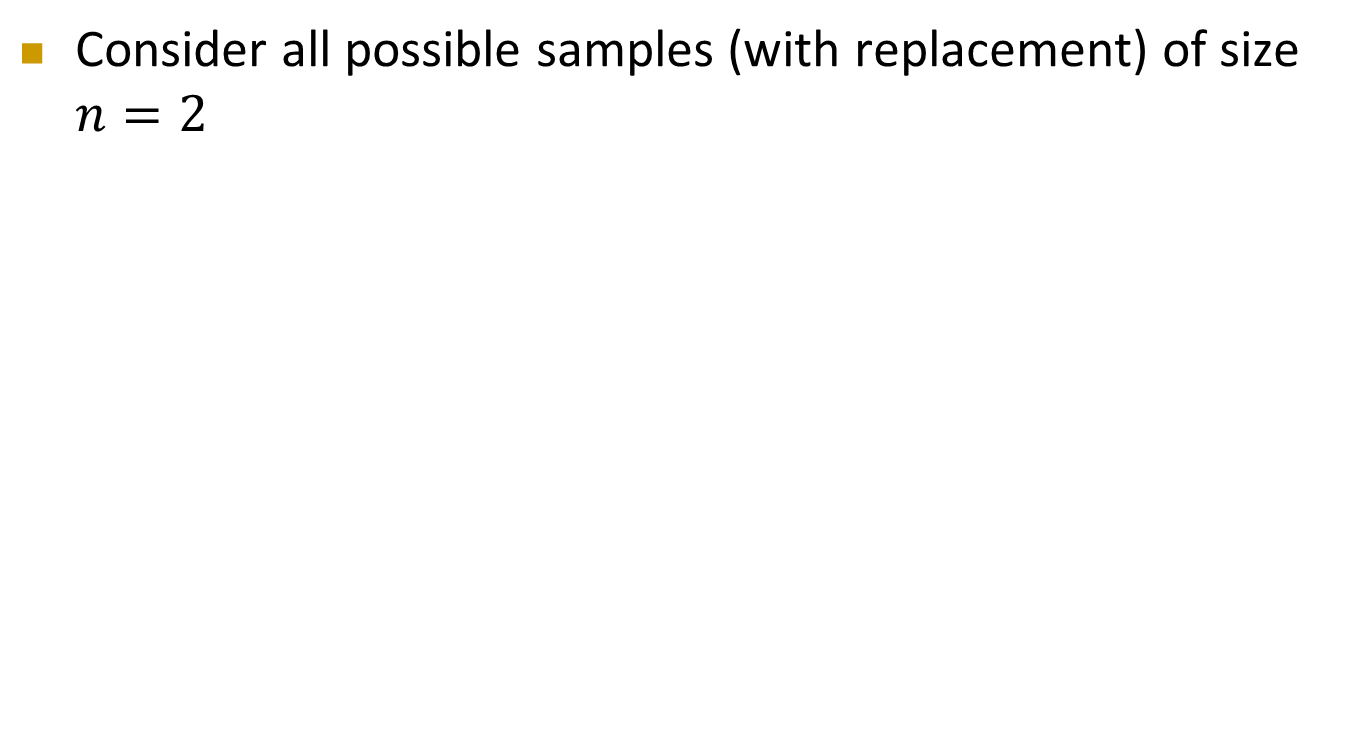 ■ Consider all possible samples (with replacement) of size
n = 2